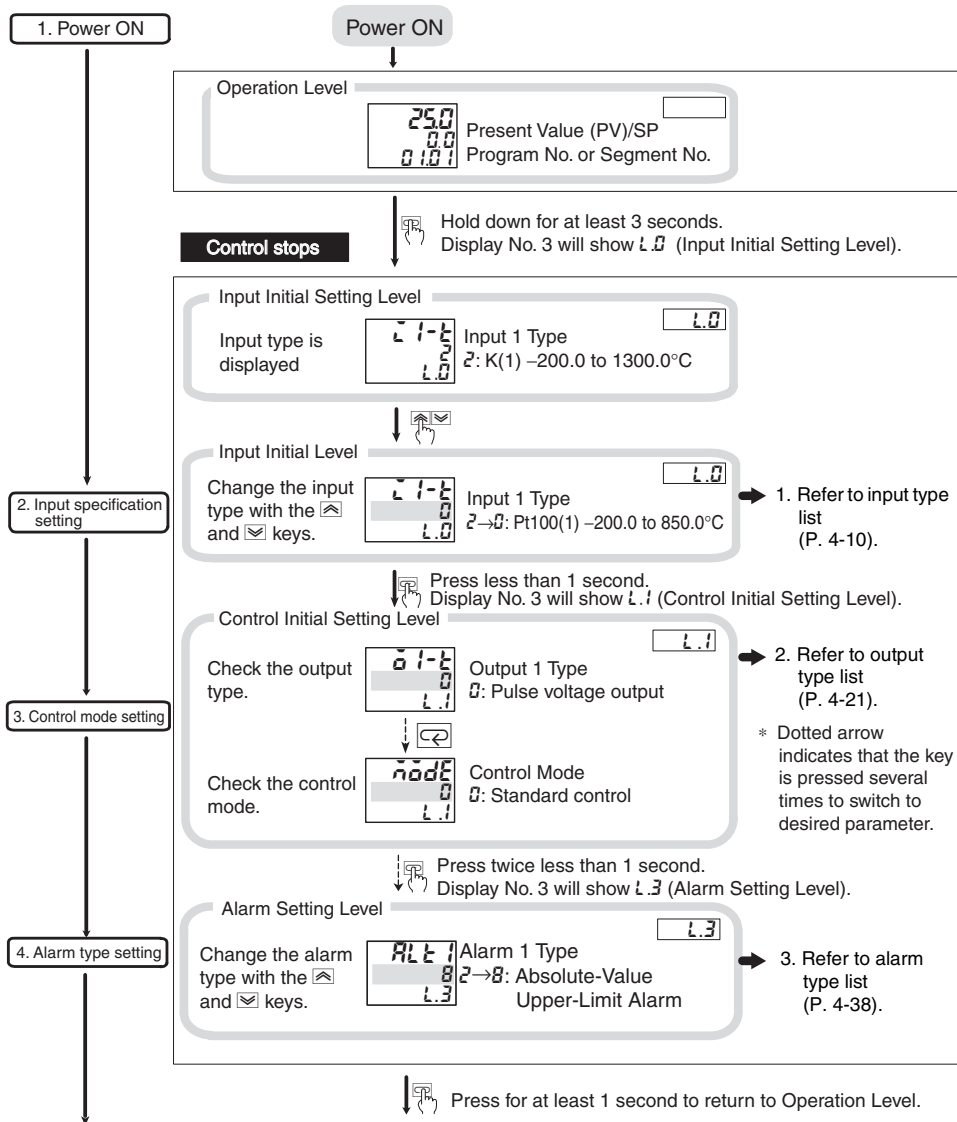 1. Power ON
Power ON
Operation Level
25.0
0.0
01.01
Present Value (PV)/SP
Program No. or Segment No.
Hold down for at least 3 seconds.
Display No. 3 will show L.0 (Input Initial Setting Level).
Control stops
Input Initial Setting Level
L.0
Input type is
displayed
i1-t
2
L.0
Input 1 Type
2: K(1) –200.0 to 1300.0°C
Input Initial Level
L.0
2. Input specification
setting
Change the input
type with the
and keys.
i1-t
0
L.0
Input 1 Type
2→0: Pt100(1) –200.0 to 850.0°C
1. Refer to input type
list
(P. 4-10).
Press less than 1 second.
Display No. 3 will show L.1 (Control Initial Setting Level).
Control Initial Setting Level
L.1
Check the output
type.
o1-t
0
L.1
Output 1 Type
0: Pulse voltage output
2. Refer to output
type list
(P. 4-21).
3. Control mode setting
Check the control
mode.
modE
0
L.1
Control Mode
0: Standard control
* Dotted arrow
indicates that the key
is pressed several
times to switch to
desired parameter.
Press twice less than 1 second.
Display No. 3 will show L.3 (Alarm Setting Level).
Alarm Setting Level
L.3
4. Alarm type setting
Change the alarm
type with the
and keys.
ALt1
8
L.3
Alarm 1 Type
2→8: Absolute-Value
Upper-Limit Alarm
3. Refer to alarm
type list
(P. 4-38).
Press for at least 1 second to return to Operation Level.